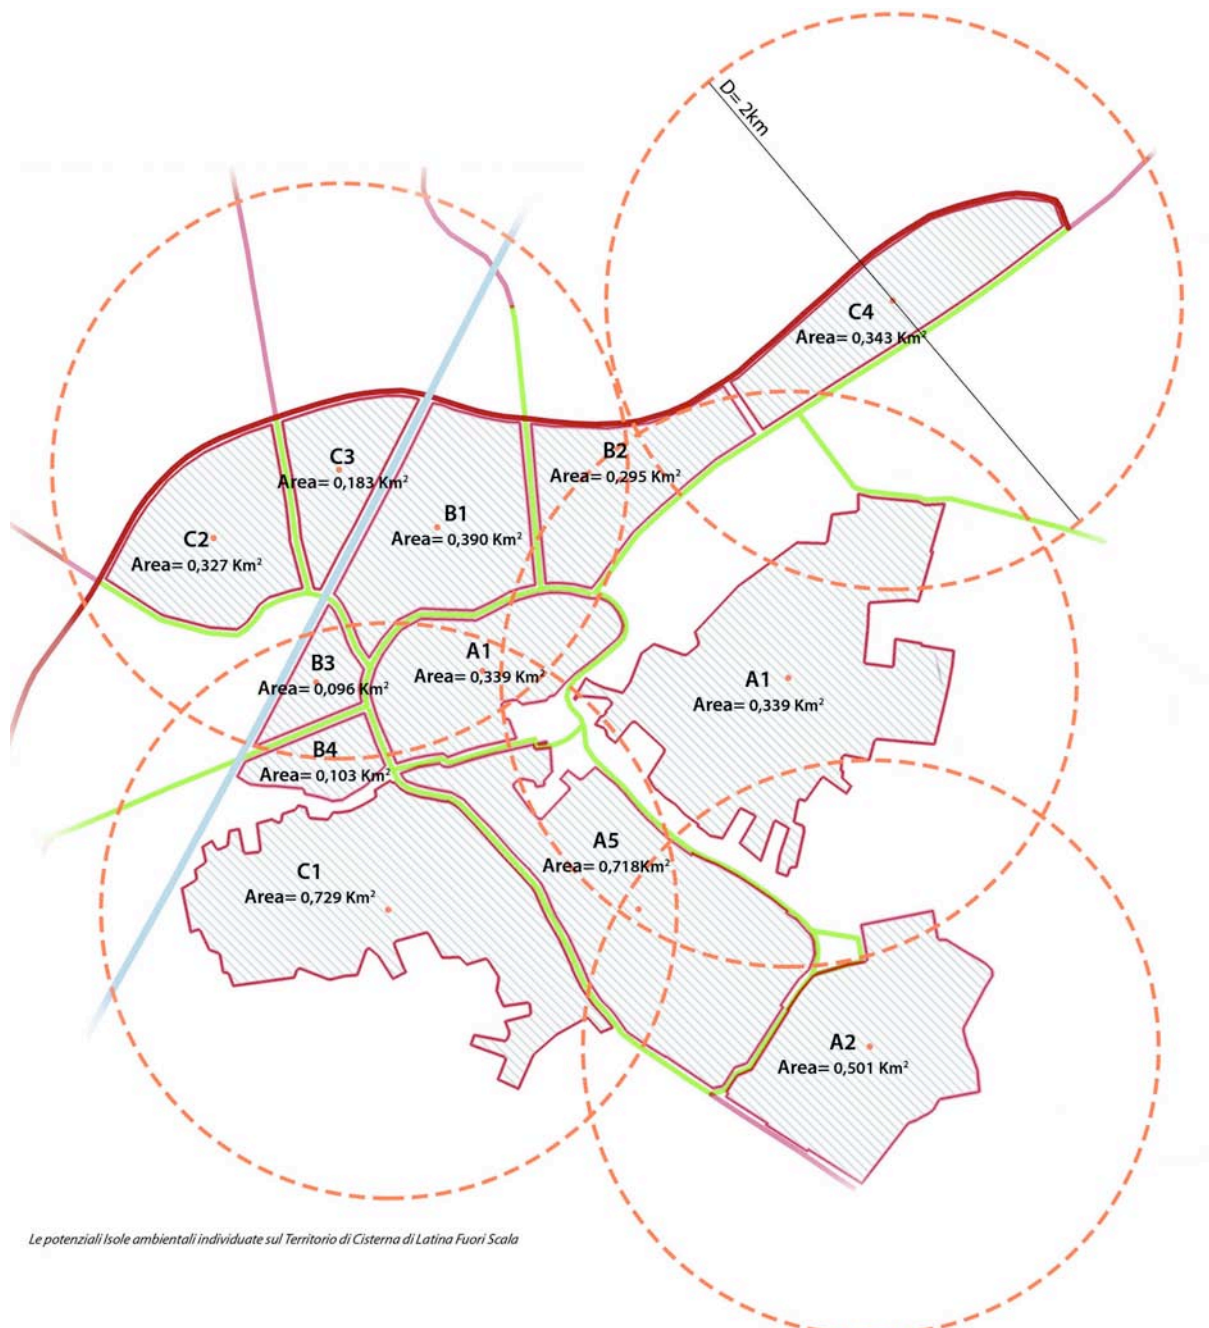 D= 2km
C4
Area= 0,343 Km²
B2
Area= 0,295 Km²
C3
Area= 0,183 Km²
B1
Area= 0,390 Km²
C2
Area= 0,327 Km²
A1
Area= 0,339 Km²
B3
Area= 0,096 Km²
A1
Area= 0,339 Km²
B4
Area= 0,103 Km²
A5
Area= 0,718Km²
C1
Area= 0,729 Km²
A2
Area= 0,501 Km²
Le potenziali Isole ambientali individuate sul Territorio di Cisterna di Latina Fuori Scala